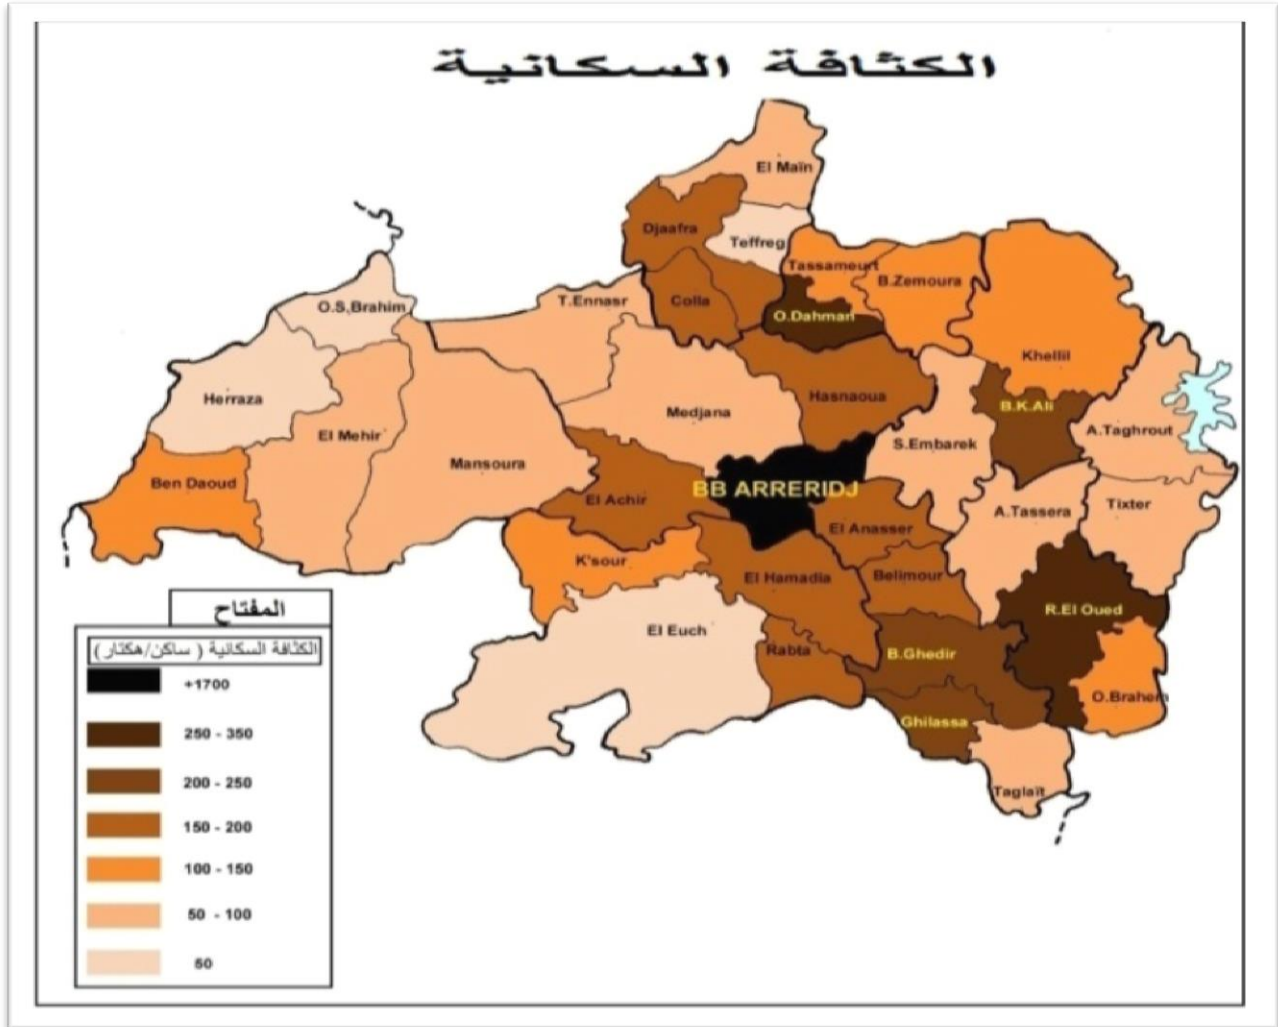 الكثافة السكانية
El Maïn
Djaafra
Teffreg
Tassameurt
B.Zemoura
T.Ennasr
Colla
O.Dahman
O.S.Brahim
Khellil
Herraza
Hasnaoua
B.K.Ali
Medjana
A.Taghrout
El Mehir
S.Embarek
Mansoura
Ben Daoud
BB ARRERIDJ
El Achir
A.Tassera
Tixter
El Anasser
K'sour
El Hamadia
Belimour
R.El Oued
El Euch
Rabta
B.Ghedir
O.Brahem
Ghilassa
Taglaït
المفتاح
الكثافة السكانية ( ساكن/هكتار)
+1700
250 - 350
200 - 250
150 - 200
100 - 150
50 - 100
50